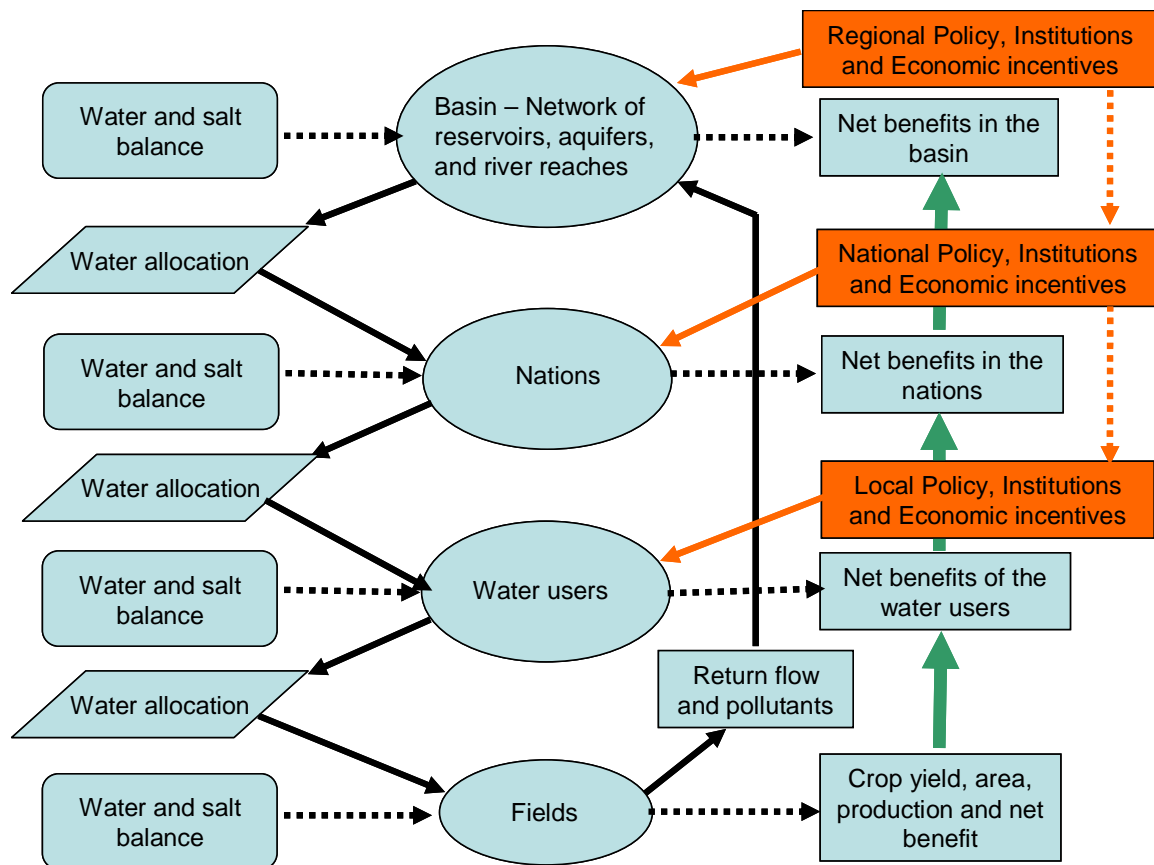 Regional Policy, Institutions
and Economic incentives
Water and salt
balance
Basin – Network of
reservoirs, aquifers,
and river reaches
Net benefits in the
basin
Water allocation
National Policy, Institutions
and Economic incentives
Water and salt
balance
Nations
Net benefits in the
nations
Water allocation
Local Policy, Institutions
and Economic incentives
Water and salt
balance
Water users
Net benefits of the
water users
Water allocation
Return flow
and pollutants
Water and salt
balance
Fields
Crop yield, area,
production and net
benefit